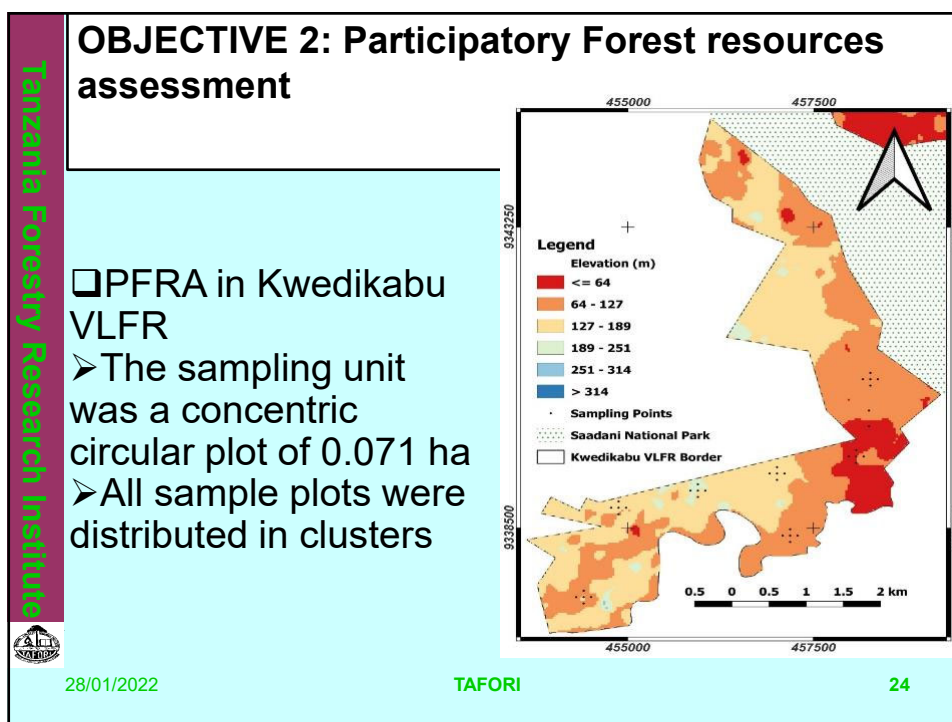 OBJECTIVE 2: Participatory Forest resources
assessment
Tanzania Forestry Research Institute
TAFORI
❑PFRA in Kwedikabu
VLFR
➢The sampling unit
was a concentric
circular plot of 0.071 ha
➢All sample plots were
distributed in clusters
455000 457500
9343250
9338500
Legend
Elevation (m)
<= 64
64 - 127
127 - 189
189 - 251
251 - 314
> 314
Sampling Points
Saadani National Park
Kwedikabu VLFR Border
0.5 0 0.5 1 1.5 2 km
455000 457500
28/01/2022 TAFORI 24